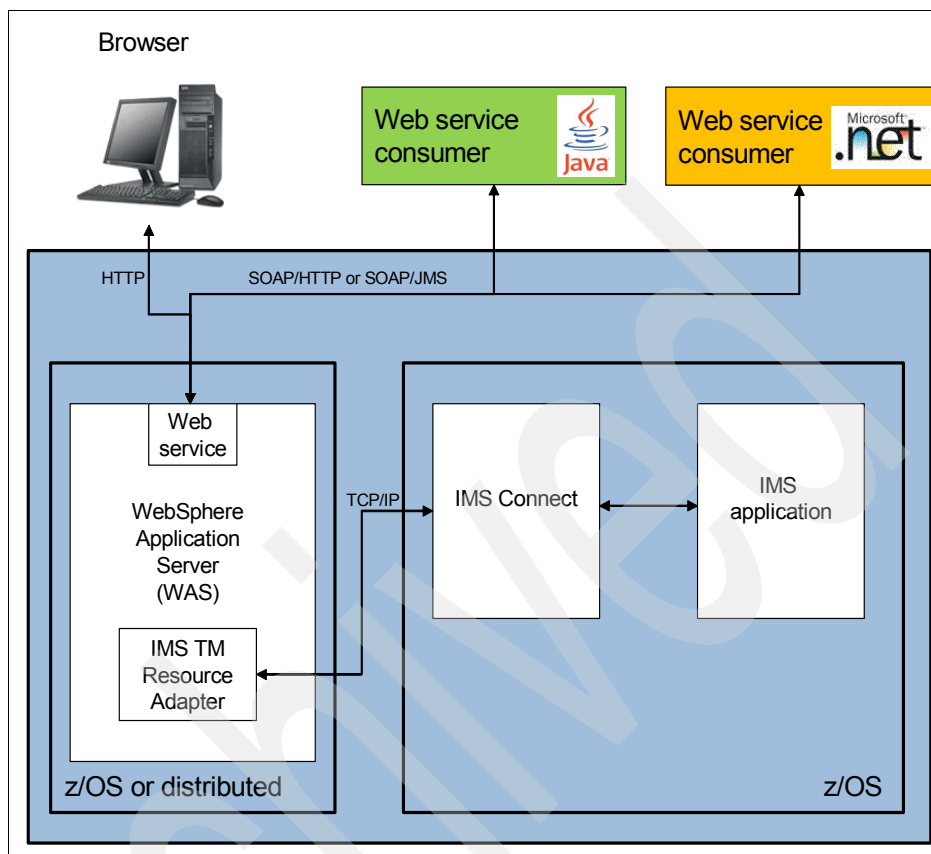 Browser
Web service
consumer
Java
Web service
consumer
Microsoft
.net
HTTP
SOAP/HTTP or SOAP/JMS
Web
service
WebSphere
Application
Server
(WAS)
IMS TM
Resource
Adapter
z/OS or distributed
TCP/IP
IMS Connect
IMS
application
z/OS
hived